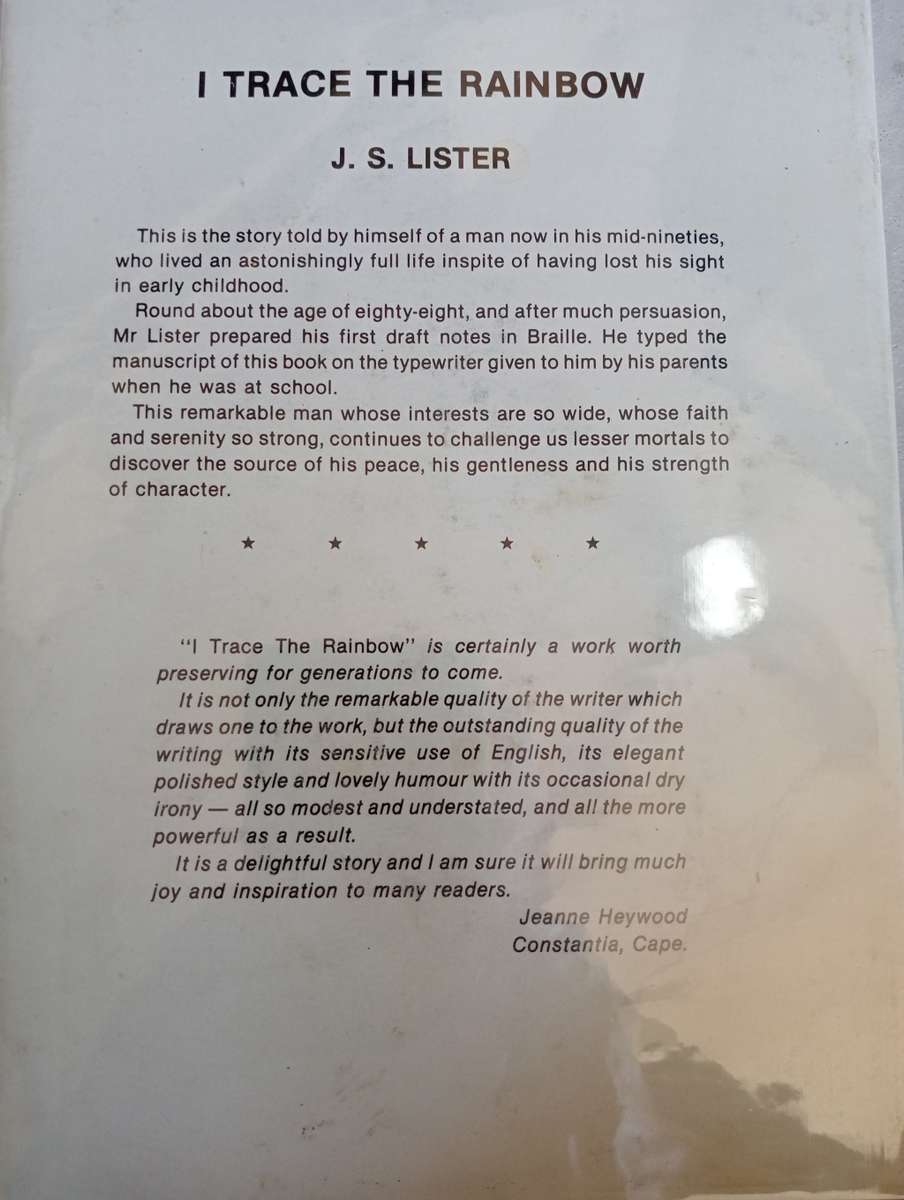 I TRACE THE RAINBOW
J. S. LISTER
This is the story told by himself of a man now in his mid-nineties,
who lived an astonishingly full life inspite of having lost his sight
in early childhood.
Round about the age of eighty-eight, and after much persuasion,
Mr Lister prepared his first draft notes in Braille. He typed the
manuscript of this book on the typewriter given to him by his parents
when he was at school.
This remarkable man whose interests are so wide, whose faith
and serenity so strong, continues to challenge us lesser mortals to
discover the source of his peace, his gentleness and his strength
of character.
★ ★ ★ ★ ★
"I Trace The Rainbow" is certainly a work worth
preserving for generations to come.
It is not only the remarkable quality of the writer which
draws one to the work, but the outstanding quality of the
writing with its sensitive use of English, its elegant
polished style and lovely humour with its occasional dry
irony — all so modest and understated, and all the more
powerful as a result.
It is a delightful story and I am sure it will bring much
joy and inspiration to many readers.
Jeanne Heywood
Constantia, Cape.